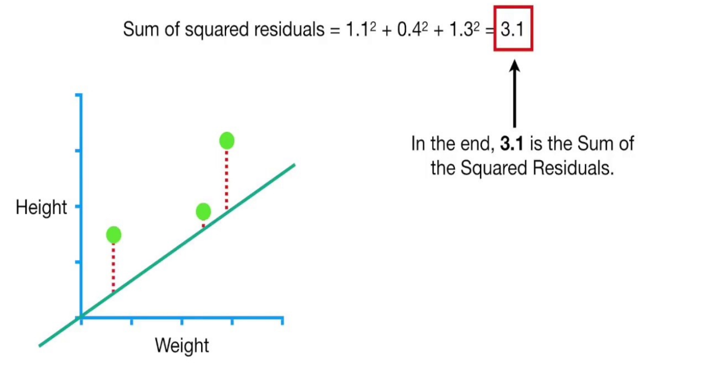 Sum of squared residuals = 1.1² + 0.4² + 1.3² = 3.1
In the end, 3.1 is the Sum of
the Squared Residuals.
Height
Weight